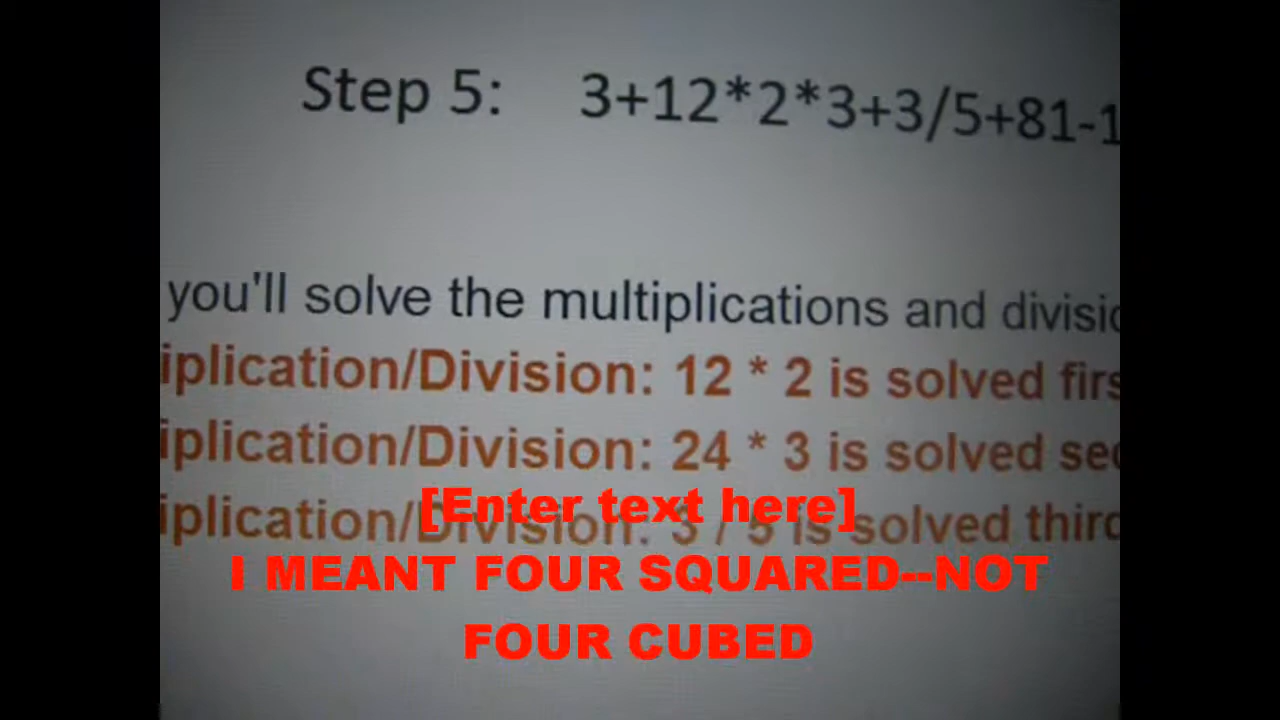 Step 5: 3+12*2*3+3/5+81-1
you'll solve the multiplications and divisio
iplication/Division: 12 * 2 is solved firs
iplication/Division: 24 * 3 is solved sec
iplication/Division: 3 / 5 is solved third
[Enter text here]
I MEANT FOUR SQUARED--NOT
FOUR CUBED